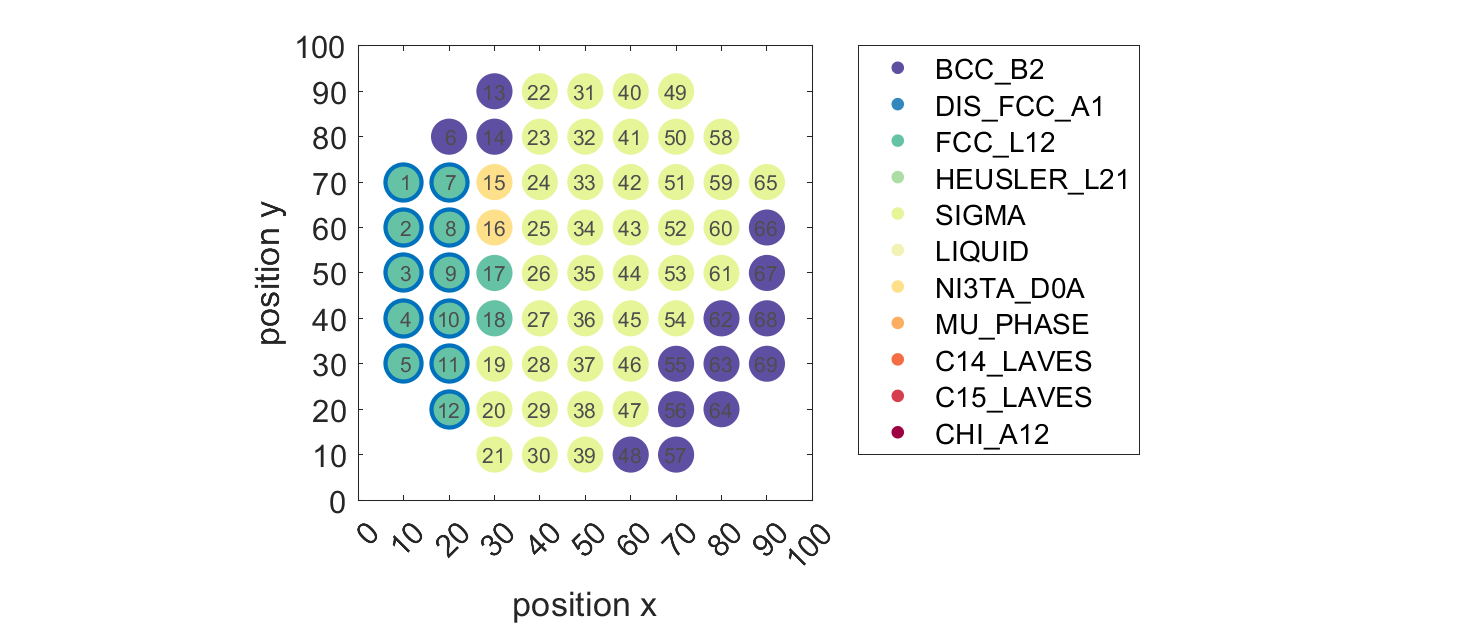 100
90
80
70
60
50
40
30
20
10
0
position y
13 22 31 40 49
6 14 23 32 41 50 58
1 7 15 24 33 42 51 59 65
2 8 16 25 34 43 52 60 66
3 9 17 26 35 44 53 61 67
4 10 18 27 36 45 54 62 68
5 11 19 28 37 46 55 63 69
12 20 29 38 47 56 64
21 30 39 48 57
0 10 20 30 40 50 60 70 80 90 100
position x
BCC_B2
DIS_FCC_A1
FCC_L12
HEUSLER_L21
SIGMA
LIQUID
NI3TA_D0A
MU_PHASE
C14_LAVES
C15_LAVES
CHI_A12